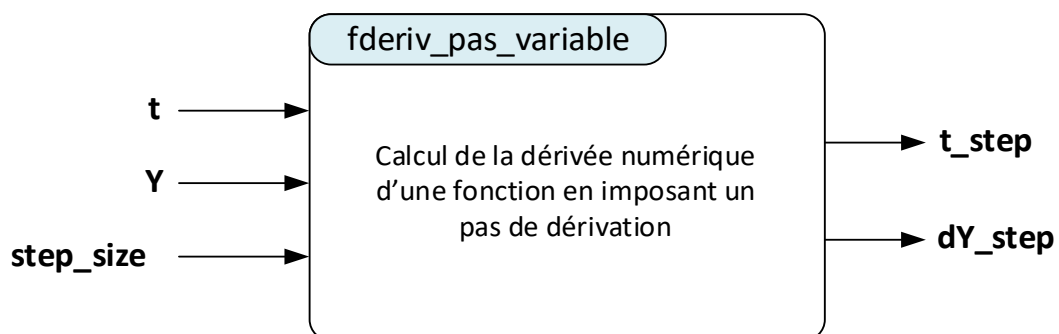 fderiv_pas_variable
t
Y
step_size
Calcul de la dérivée numérique
d’une fonction en imposant un
pas de dérivation
t_step
dY_step